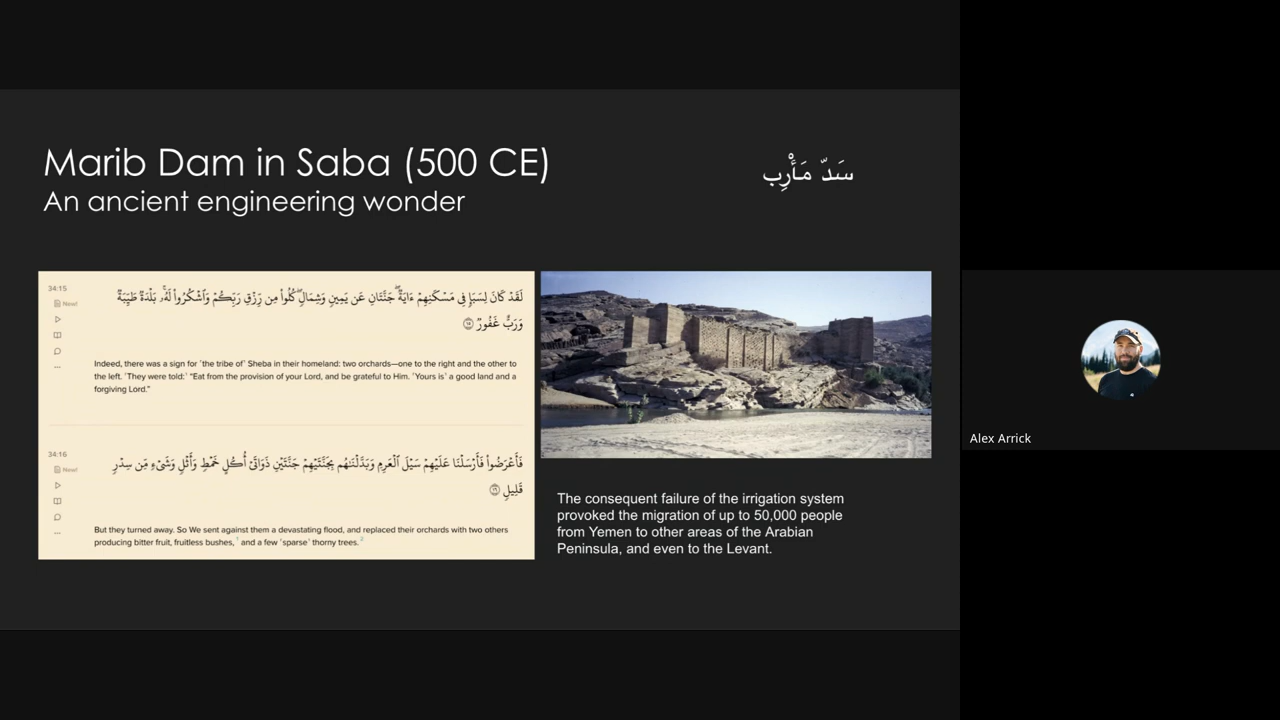 Marib Dam in Saba (500 CE)
سَدّ مَأْرِب
An ancient engineering wonder
34:15
New!
لَقَدْ كَانَ لِسَبَإٍ فِى مَسْكَنِهِمْ ءَايَةٌ ۖ جَنَّتَانِ عَن يَمِينٍ وَشِمَالٍ ۖ كُلُوا۟ مِن رِّزْقِ رَبِّكُمْ وَٱشْكُرُوا۟ لَهُۥ ۚ بَلْدَةٌ طَيِّبَةٌ
وَرَبٌّ غَفُورٌ ١٥
Indeed, there was a sign for ˹the tribe of˺ Sheba in their homeland: two orchards—one to the right and the other to
the left. ˹They were told:˺ “Eat from the provision of your Lord, and be grateful to Him. ˹Yours is˺ a good land and a
forgiving Lord.”
34:16
New!
فَأَعْرَضُوا۟ فَأَرْسَلْنَا عَلَيْهِمْ سَيْلَ ٱلْعَرِمِ وَبَدَّلْنَـٰهُم بِجَنَّتَيْهِمْ جَنَّتَيْنِ ذَوَاتَىْ أُكُلٍ خَمْطٍ وَأَثْلٍ وَشَىْءٍ مِّن سِدْرٍ
قَلِيلٍ ١٦
But they turned away. So We sent against them a devastating flood, and replaced their orchards with two others
producing bitter fruit, fruitless bushes,1 and a few ˹sparse˺ thorny trees.2
The consequent failure of the irrigation system
provoked the migration of up to 50,000 people
from Yemen to other areas of the Arabian
Peninsula, and even to the Levant.
Alex Arrick